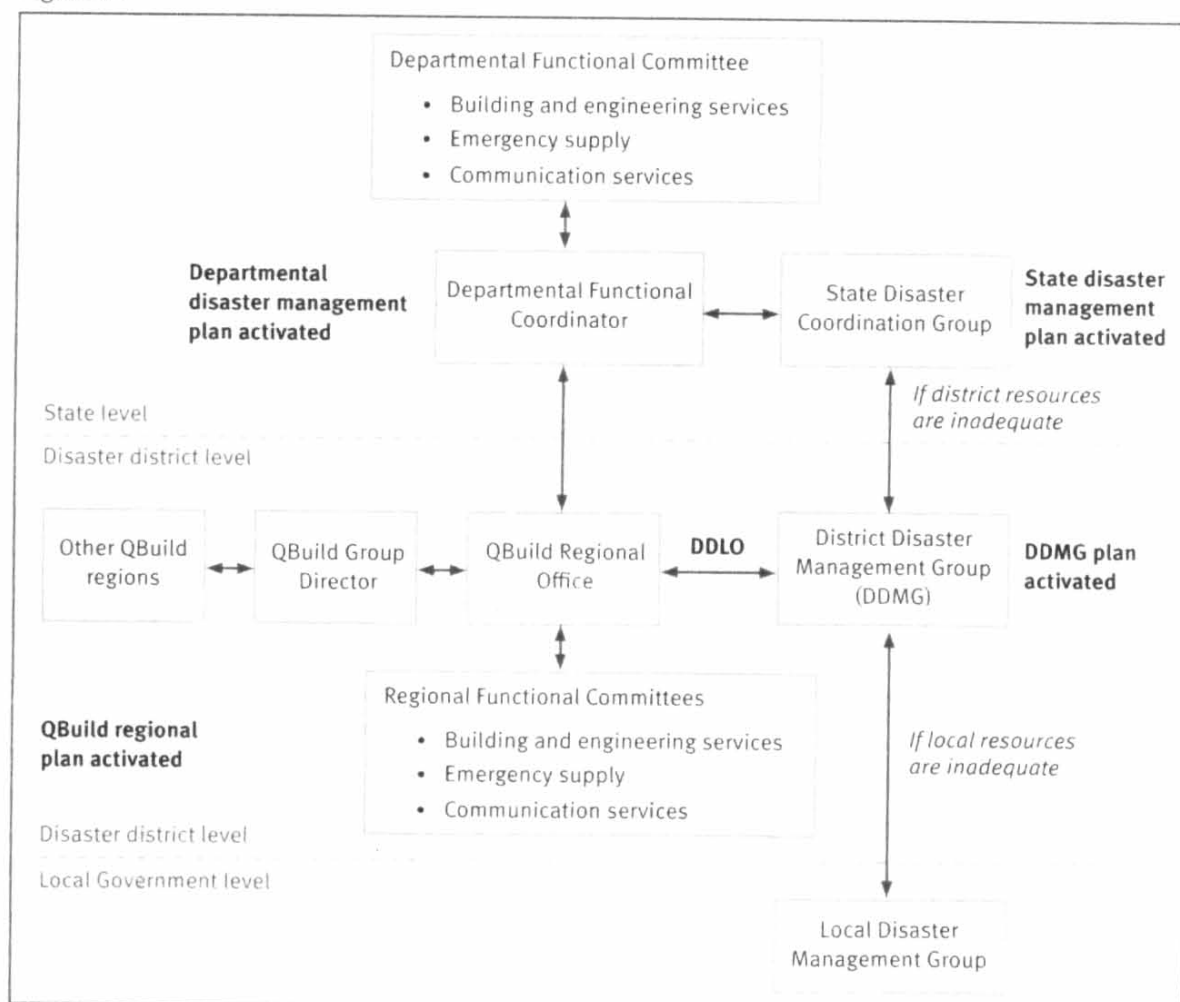 Departmental Functional Committee
• Building and engineering services
• Emergency supply
• Communication services
Departmental
disaster management
plan activated
Departmental Functional
Coordinator
State Disaster
Coordination Group
State disaster
management
plan activated
If district resources
are inadequate
State level
Disaster district level
Other QBuild
regions
QBuild Group
Director
QBuild Regional
Office
DDLO
District Disaster
Management Group
(DDMG)
DDMG plan
activated
Regional Functional Committees
• Building and engineering services
• Emergency supply
• Communication services
QBuild regional
plan activated
If local resources
are inadequate
Disaster district level
Local Government level
Local Disaster
Management Group